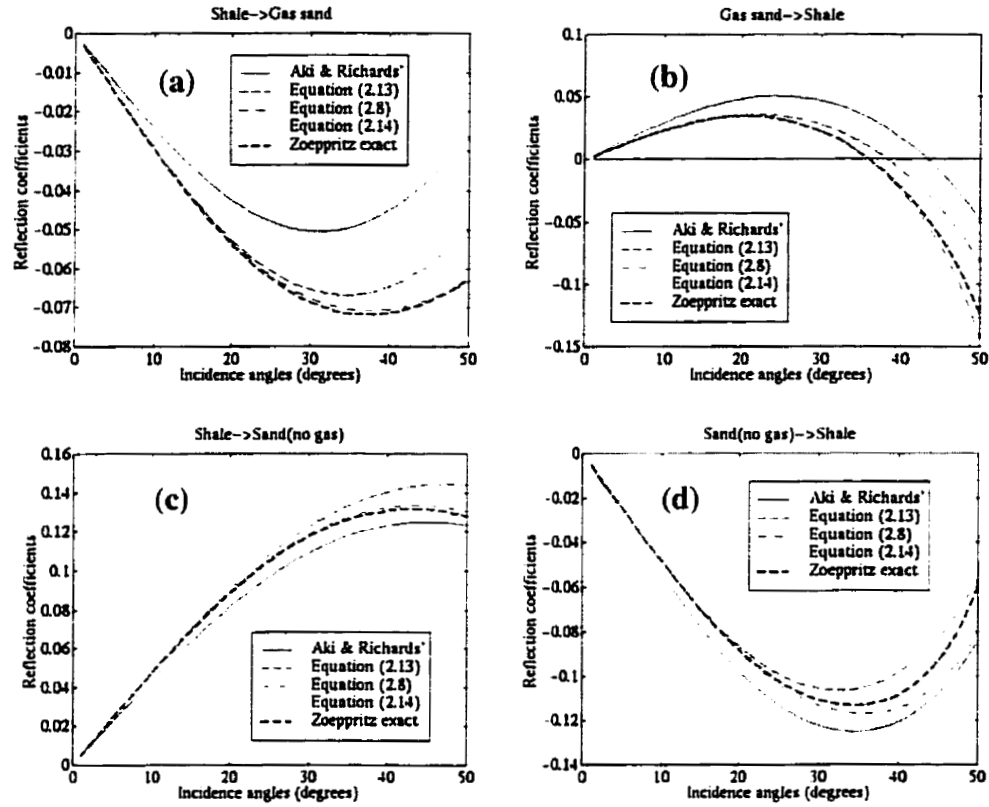 Shale->Gas sand
(a)
Aki & Richards'
Equation (2.13)
Equation (2.8)
Equation (2.14)
Zoeppritz exact
Reflection coefficients
0
-0.01
-0.02
-0.03
-0.04
-0.05
-0.06
-0.07
-0.08
0 10 20 30 40 50
Incidence angles (degrees)
Gas sand->Shale
(b)
Aki & Richards'
Equation (2.13)
Equation (2.8)
Equation (2.14)
Zoeppritz exact
Reflection coefficients
0.1
0.05
0
-0.05
-0.1
-0.15
0 10 20 30 40 50
Incidence angles (degrees)
Shale->Sand(no gas)
(c)
Aki & Richards'
Equation (2.13)
Equation (2.8)
Equation (2.14)
Zoeppritz exact
Reflection coefficients
0.16
0.14
0.12
0.1
0.08
0.06
0.04
0.02
0
0 10 20 30 40 50
Incidence angles (degrees)
Sand(no gas)->Shale
(d)
Aki & Richards'
Equation (2.13)
Equation (2.8)
Equation (2.14)
Zoeppritz exact
Reflection coefficients
0
-0.02
-0.04
-0.06
-0.08
-0.1
-0.12
-0.14
0 10 20 30 40 50
Incidence angles (degrees)